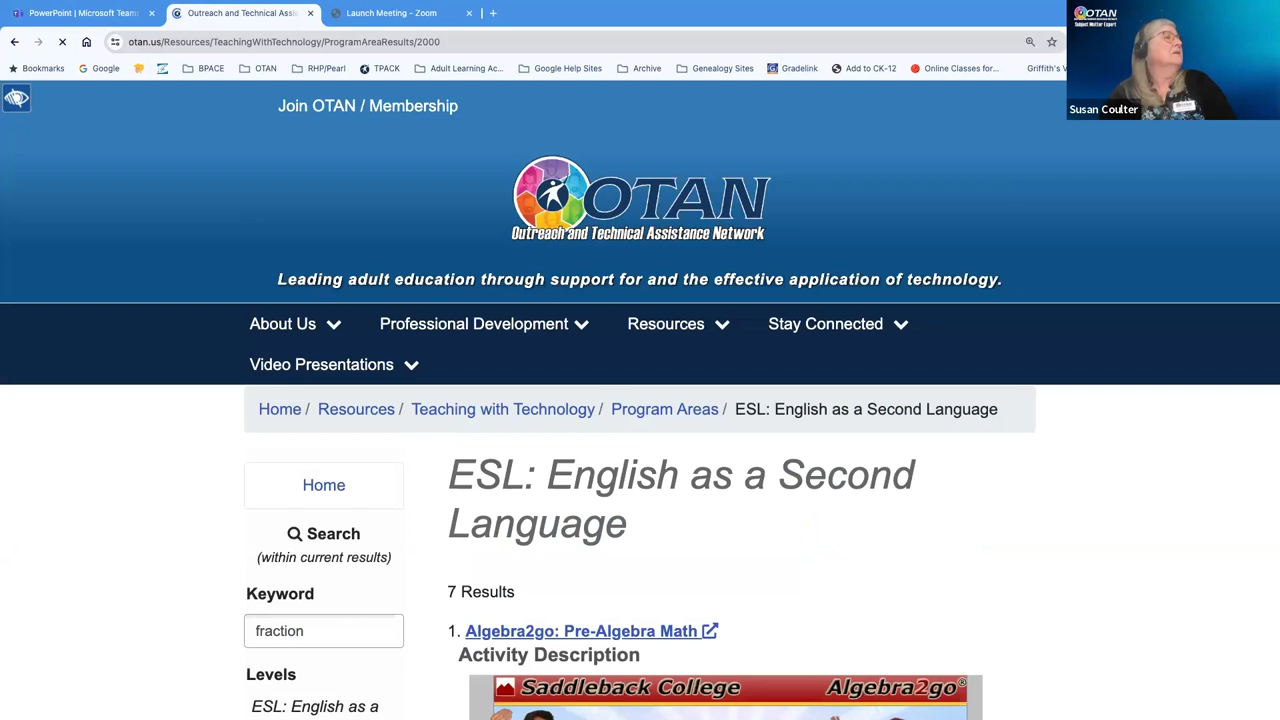 PowerPoint | Microsoft Team
Outreach and Technical Assis
Launch Meeting - Zoom
otan.us/Resources/TeachingWithTechnology/ProgramAreaResults/2000
Bookmarks
Google
BPACE
OTAN
RHP/Pearl
TPACK
Adult Learning Ac...
Google Help Sites
Archive
Genealogy Sites
Gradelink
Add to CK-12
Online Classes for...
Griffith's V
OTAN
Subject Matter Expert
Susan Coulter
Join OTAN / Membership
OTAN
Outreach and Technical Assistance Network
Leading adult education through support for and the effective application of technology.
About Us
Professional Development
Resources
Stay Connected
Video Presentations
Home / Resources / Teaching with Technology / Program Areas / ESL: English as a Second Language
Home
Search
(within current results)
Keyword
fraction
Levels
ESL: English as a
ESL: English as a Second
Language
7 Results
1. Algebra2go: Pre-Algebra Math
Activity Description
Saddleback College
Algebra2go®